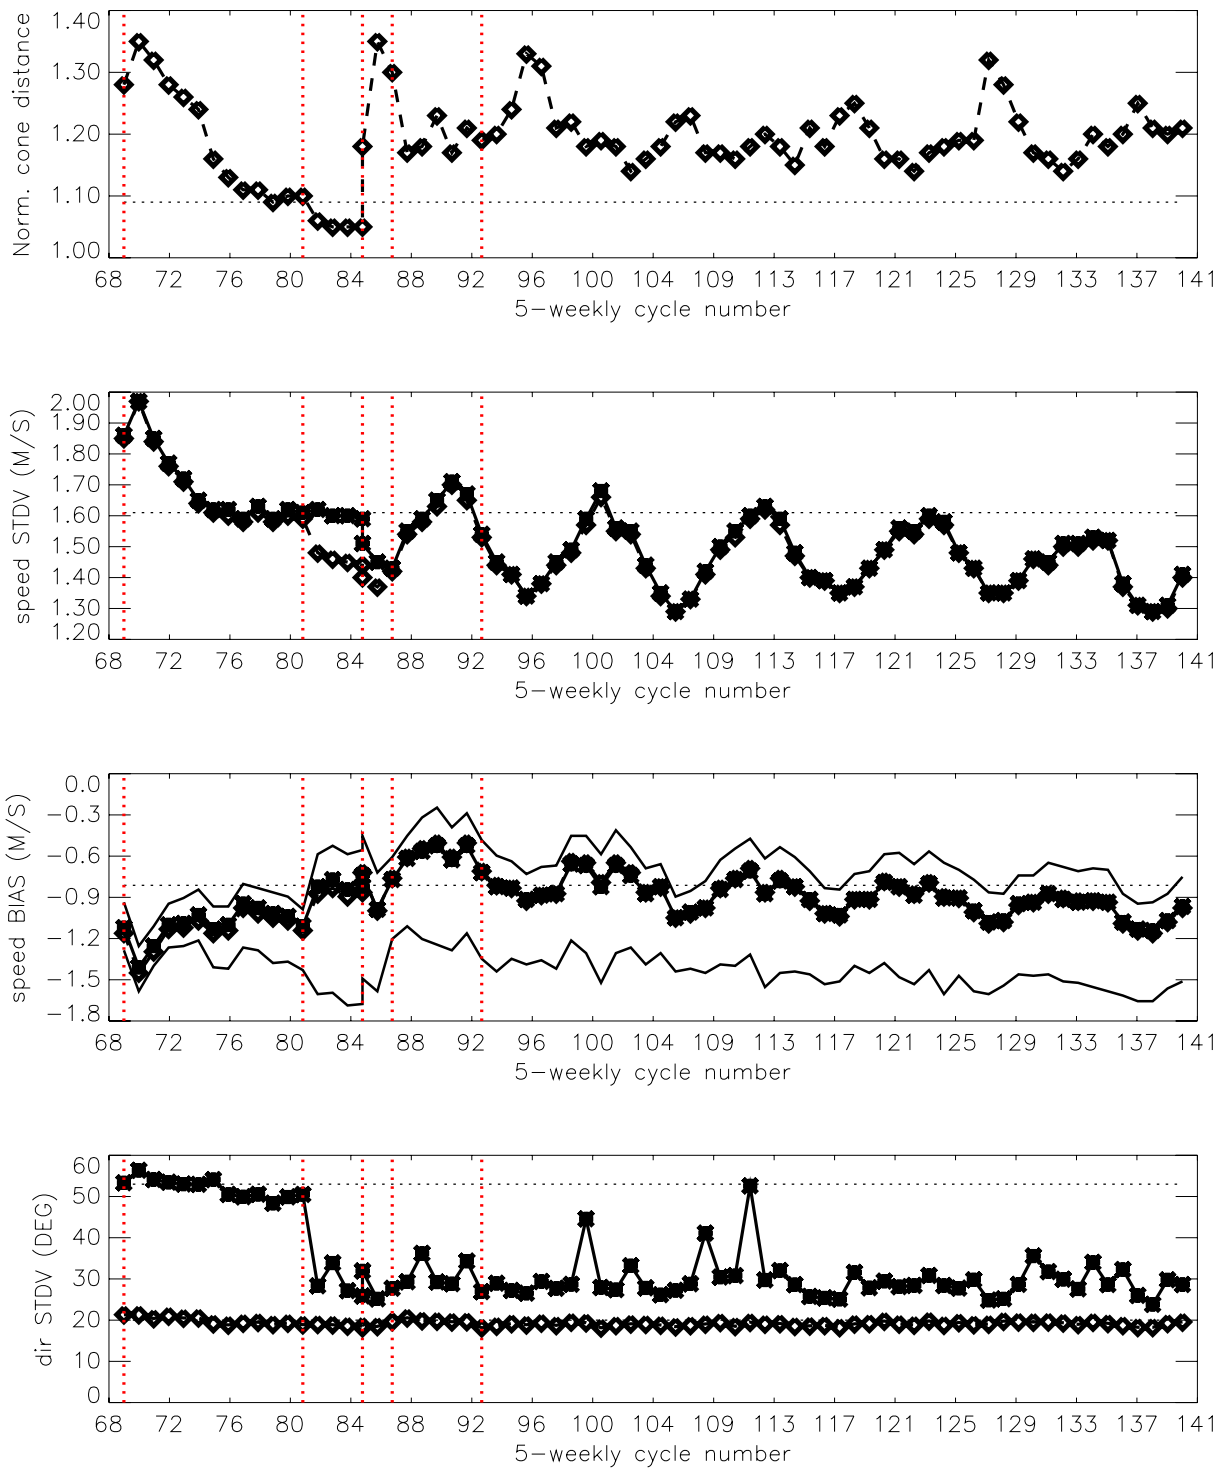 Norm. cone distance
1.40
1.30
1.20
1.10
1.00
68 72 76 80 84 88 92 96 100 104 109 113 117 121 125 129 133 137 141
5-weekly cycle number
speed STDV (M/S)
2.00
1.90
1.80
1.70
1.60
1.50
1.40
1.30
1.20
68 72 76 80 84 88 92 96 100 104 109 113 117 121 125 129 133 137 141
5-weekly cycle number
speed BIAS (M/S)
0.0
-0.3
-0.6
-0.9
-1.2
-1.5
-1.8
68 72 76 80 84 88 92 96 100 104 109 113 117 121 125 129 133 137 141
5-weekly cycle number
dir STDV (DEG)
60
50
40
30
20
10
0
68 72 76 80 84 88 92 96 100 104 109 113 117 121 125 129 133 137 141
5-weekly cycle number